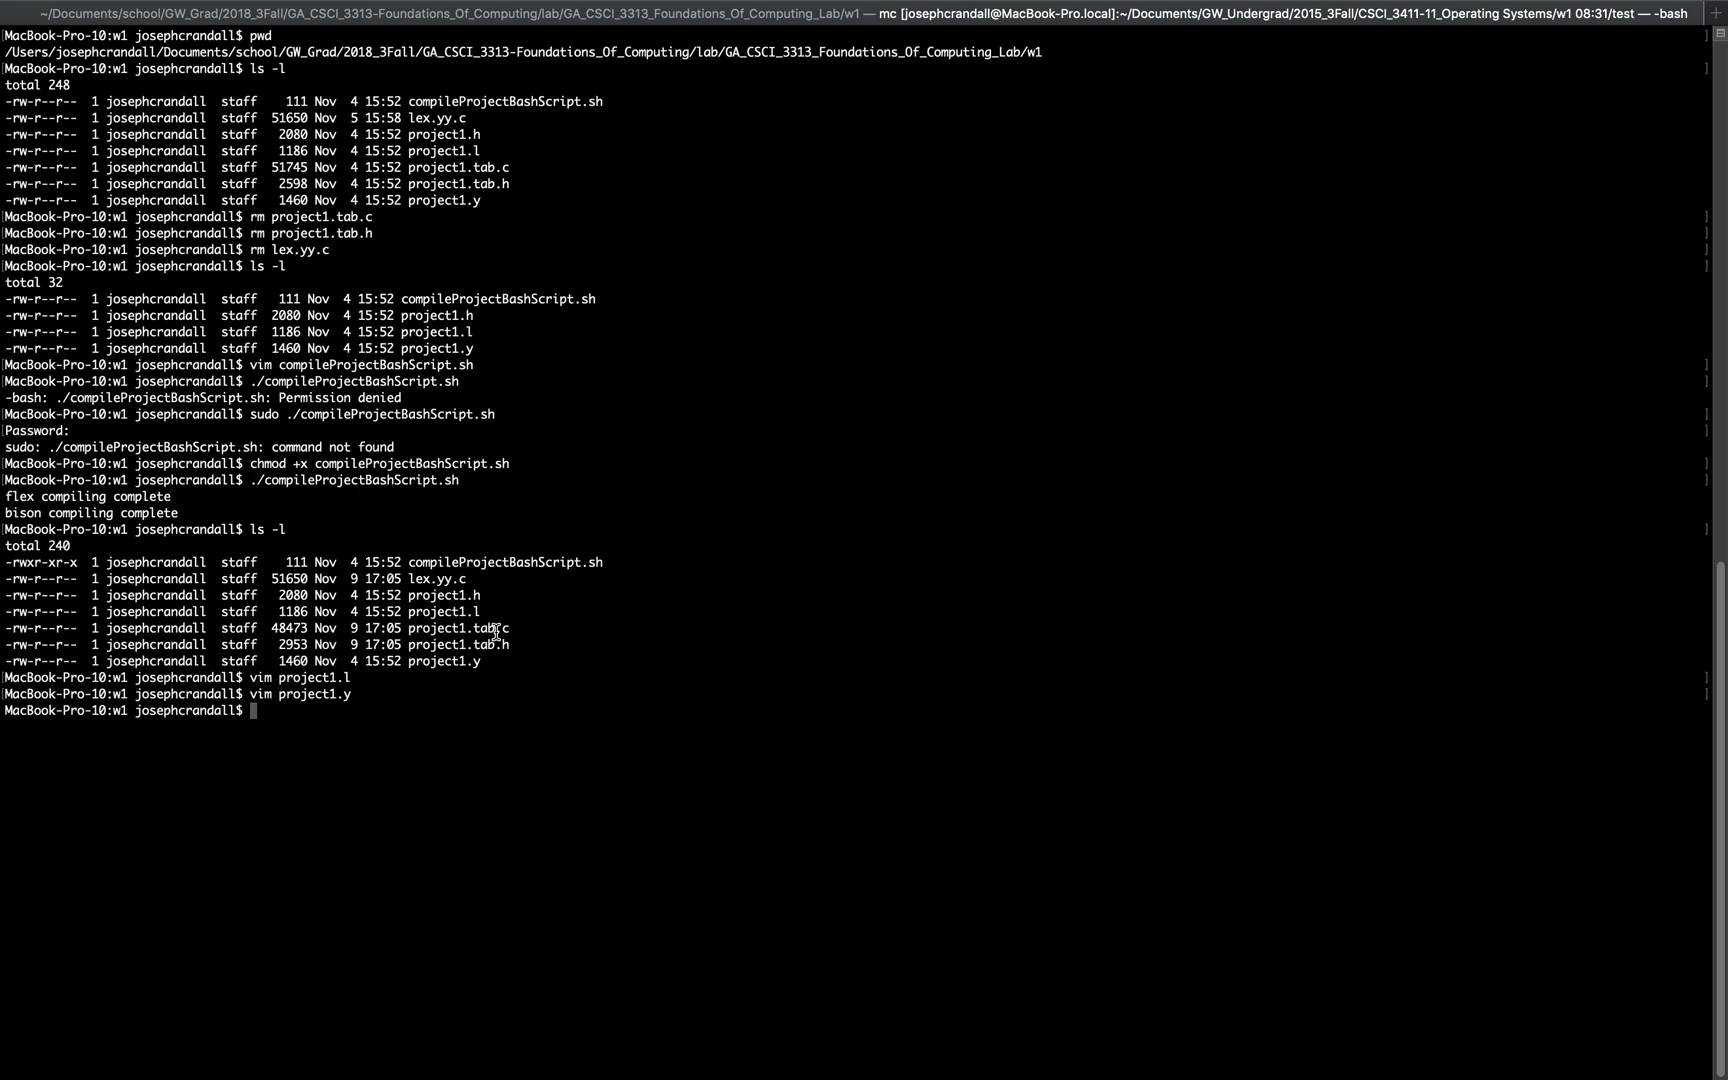 ~/Documents/school/GW_Grad/2018_3Fall/GA_CSCI_3313-Foundations_Of_Computing/lab/GA_CSCI_3313_Foundations_Of_Computing_Lab/w1 — mc [josephcrandall@MacBook-Pro.local]:~/Documents/GW_Undergrad/2015_3Fall/CSCI_3411-11_Operating Systems/w1 08:31/test — -bash
[MacBook-Pro-10:w1 josephcrandall$ pwd ]
/Users/josephcrandall/Documents/school/GW_Grad/2018_3Fall/GA_CSCI_3313-Foundations_Of_Computing/lab/GA_CSCI_3313_Foundations_Of_Computing_Lab/w1
[MacBook-Pro-10:w1 josephcrandall$ ls -l ]
total 248
-rw-r--r--  1 josephcrandall  staff    111 Nov  4 15:52 compileProjectBashScript.sh
-rw-r--r--  1 josephcrandall  staff  51650 Nov  5 15:58 lex.yy.c
-rw-r--r--  1 josephcrandall  staff   2080 Nov  4 15:52 project1.h
-rw-r--r--  1 josephcrandall  staff   1186 Nov  4 15:52 project1.l
-rw-r--r--  1 josephcrandall  staff  51745 Nov  4 15:52 project1.tab.c
-rw-r--r--  1 josephcrandall  staff   2598 Nov  4 15:52 project1.tab.h
-rw-r--r--  1 josephcrandall  staff   1460 Nov  4 15:52 project1.y
[MacBook-Pro-10:w1 josephcrandall$ rm project1.tab.c ]
[MacBook-Pro-10:w1 josephcrandall$ rm project1.tab.h ]
[MacBook-Pro-10:w1 josephcrandall$ rm lex.yy.c ]
[MacBook-Pro-10:w1 josephcrandall$ ls -l ]
total 32
-rw-r--r--  1 josephcrandall  staff   111 Nov  4 15:52 compileProjectBashScript.sh
-rw-r--r--  1 josephcrandall  staff  2080 Nov  4 15:52 project1.h
-rw-r--r--  1 josephcrandall  staff  1186 Nov  4 15:52 project1.l
-rw-r--r--  1 josephcrandall  staff  1460 Nov  4 15:52 project1.y
[MacBook-Pro-10:w1 josephcrandall$ vim compileProjectBashScript.sh ]
[MacBook-Pro-10:w1 josephcrandall$ ./compileProjectBashScript.sh ]
-bash: ./compileProjectBashScript.sh: Permission denied
[MacBook-Pro-10:w1 josephcrandall$ sudo ./compileProjectBashScript.sh ]
[Password: ]
sudo: ./compileProjectBashScript.sh: command not found
[MacBook-Pro-10:w1 josephcrandall$ chmod +x compileProjectBashScript.sh ]
[MacBook-Pro-10:w1 josephcrandall$ ./compileProjectBashScript.sh ]
flex compiling complete
bison compiling complete
[MacBook-Pro-10:w1 josephcrandall$ ls -l ]
total 240
-rwxr-xr-x  1 josephcrandall  staff    111 Nov  4 15:52 compileProjectBashScript.sh
-rw-r--r--  1 josephcrandall  staff  51650 Nov  9 17:05 lex.yy.c
-rw-r--r--  1 josephcrandall  staff   2080 Nov  4 15:52 project1.h
-rw-r--r--  1 josephcrandall  staff   1186 Nov  4 15:52 project1.l
-rw-r--r--  1 josephcrandall  staff  48473 Nov  9 17:05 project1.tab.c
-rw-r--r--  1 josephcrandall  staff   2953 Nov  9 17:05 project1.tab.h
-rw-r--r--  1 josephcrandall  staff   1460 Nov  4 15:52 project1.y
[MacBook-Pro-10:w1 josephcrandall$ vim project1.l ]
[MacBook-Pro-10:w1 josephcrandall$ vim project1.y ]
MacBook-Pro-10:w1 josephcrandall$